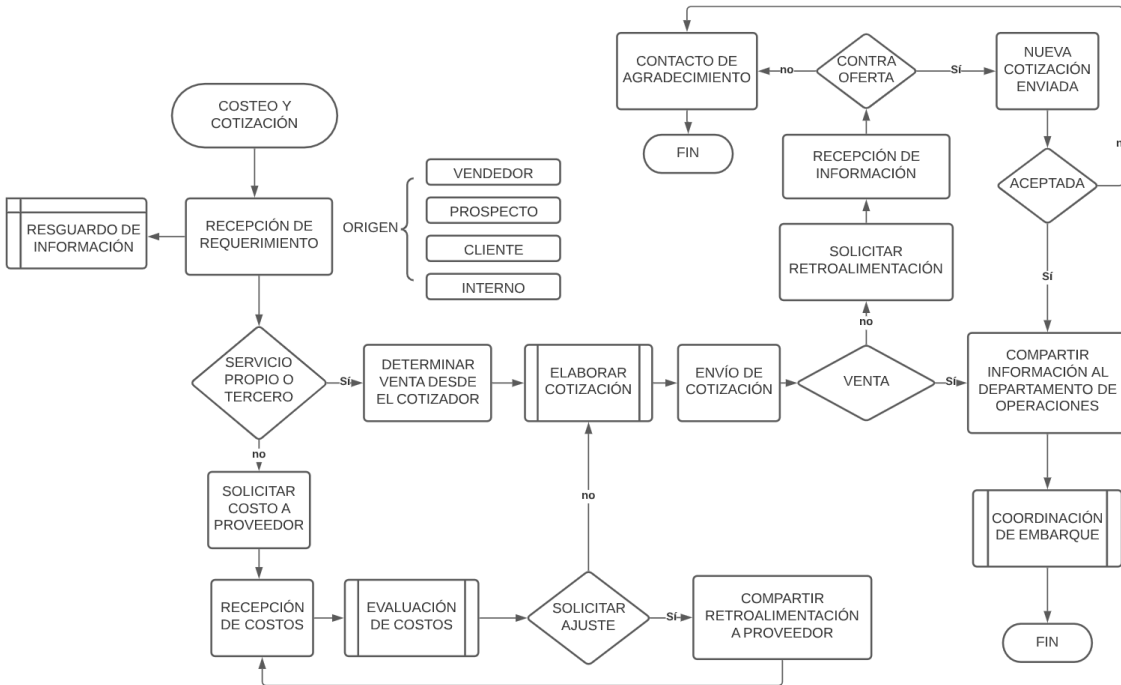 COSTEO Y
COTIZACIÓN
RESGUARDO DE
INFORMACIÓN
RECEPCIÓN DE
REQUERIMIENTO
ORIGEN
VENDEDOR
PROSPECTO
CLIENTE
INTERNO
SERVICIO
PROPIO O
TERCERO
Sí
DETERMINAR
VENTA DESDE
EL COTIZADOR
ELABORAR
COTIZACIÓN
ENVÍO DE
COTIZACIÓN
VENTA
Sí
no
SOLICITAR
RETROALIMENTACIÓN
RECEPCIÓN DE
INFORMACIÓN
CONTRA
OFERTA
no
CONTACTO DE
AGRADECIMIENTO
FIN
Sí
NUEVA
COTIZACIÓN
ENVIADA
ACEPTADA
Sí
COMPARTIR
INFORMACIÓN AL
DEPARTAMENTO DE
OPERACIONES
COORDINACIÓN
DE EMBARQUE
FIN
no
SOLICITAR
COSTO A
PROVEEDOR
RECEPCIÓN
DE COSTOS
EVALUACIÓN
DE COSTOS
SOLICITAR
AJUSTE
no
Sí
COMPARTIR
RETROALIMENTACIÓN
A PROVEEDOR